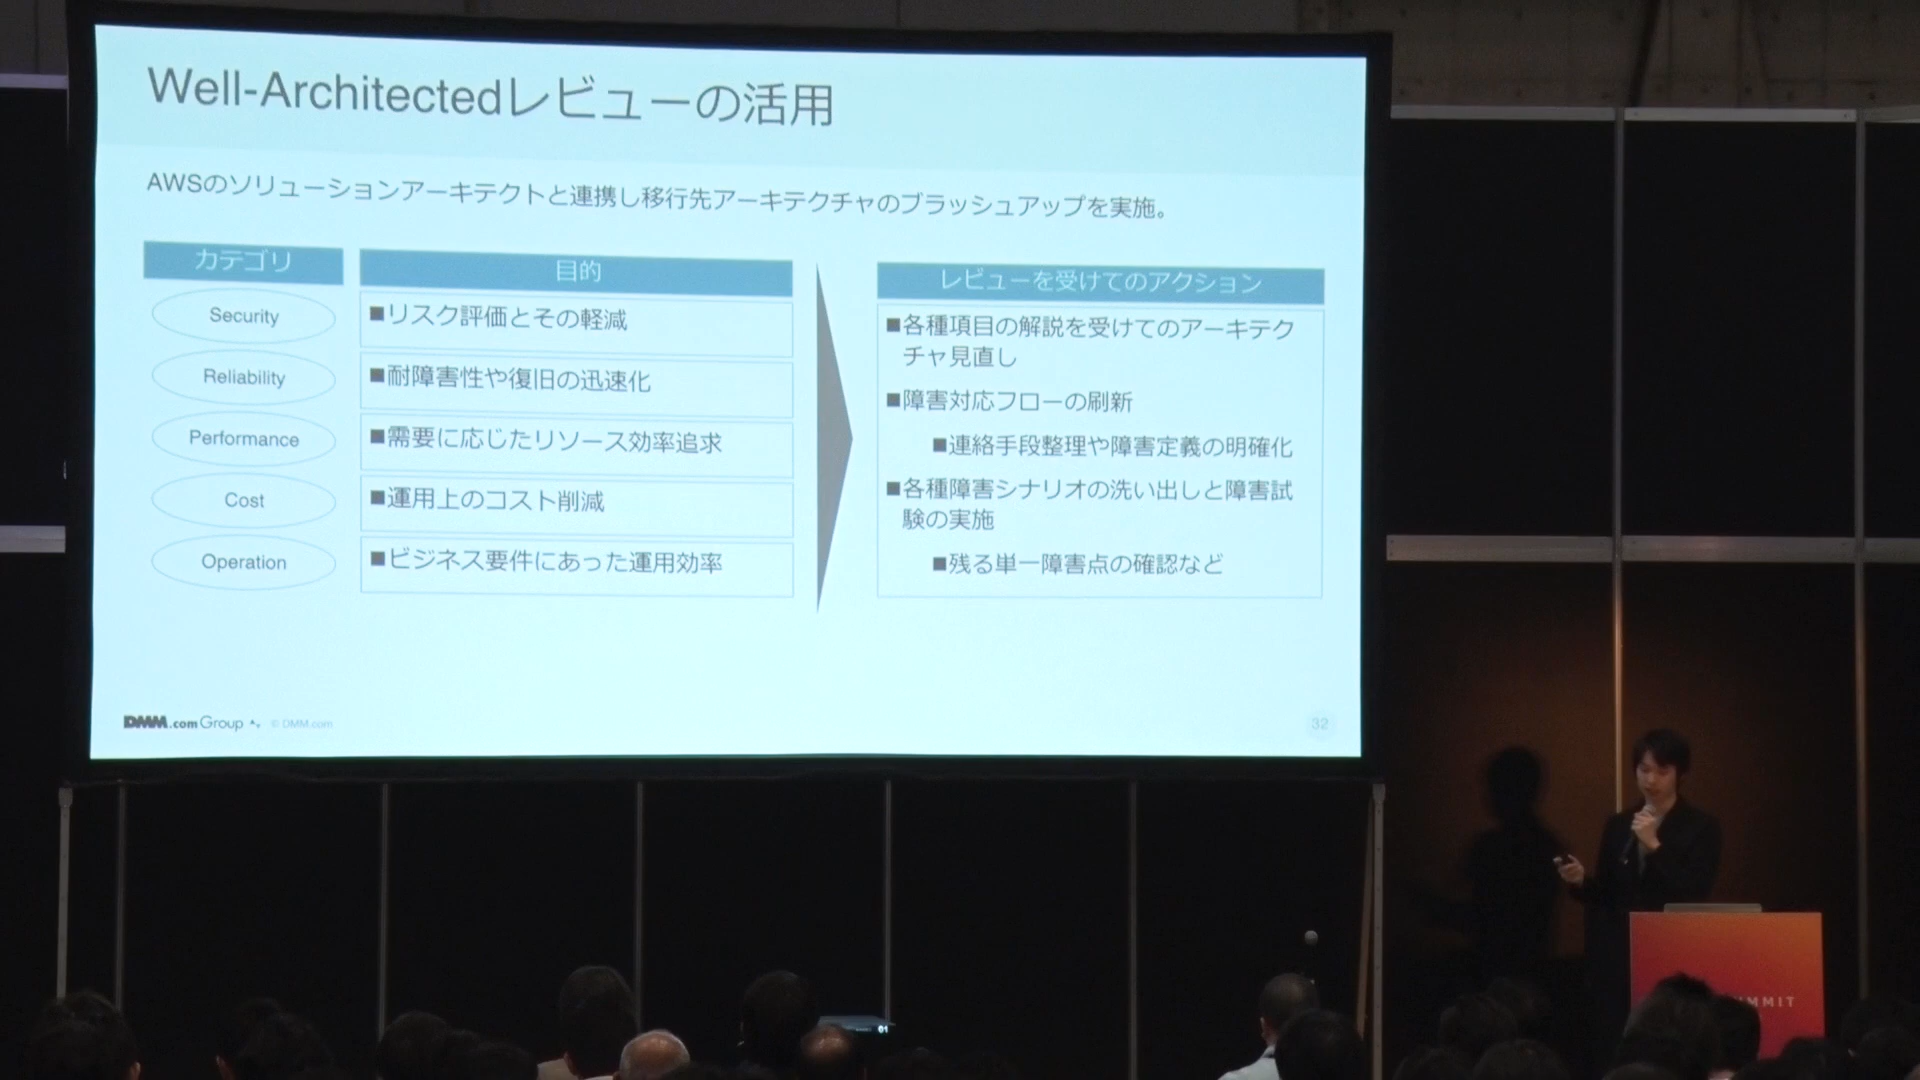 Well-Architectedレビューの活用
AWSのソリューションアーキテクトと連携し移行先アーキテクチャのブラッシュアップを実施。
カテゴリ
目的
Security
■リスク評価とその軽減
Reliability
■耐障害性や復旧の迅速化
Performance
■需要に応じたリソース効率追求
Cost
■運用上のコスト削減
Operation
■ビジネス要件にあった運用効率
レビューを受けてのアクション
■各種項目の解説を受けてのアーキテク
チャ見直し
■障害対応フローの刷新
■連絡手段整理や障害定義の明確化
■各種障害シナリオの洗い出しと障害試
験の実施
■残る単一障害点の確認など
DMM.com Group © DMM.com
32